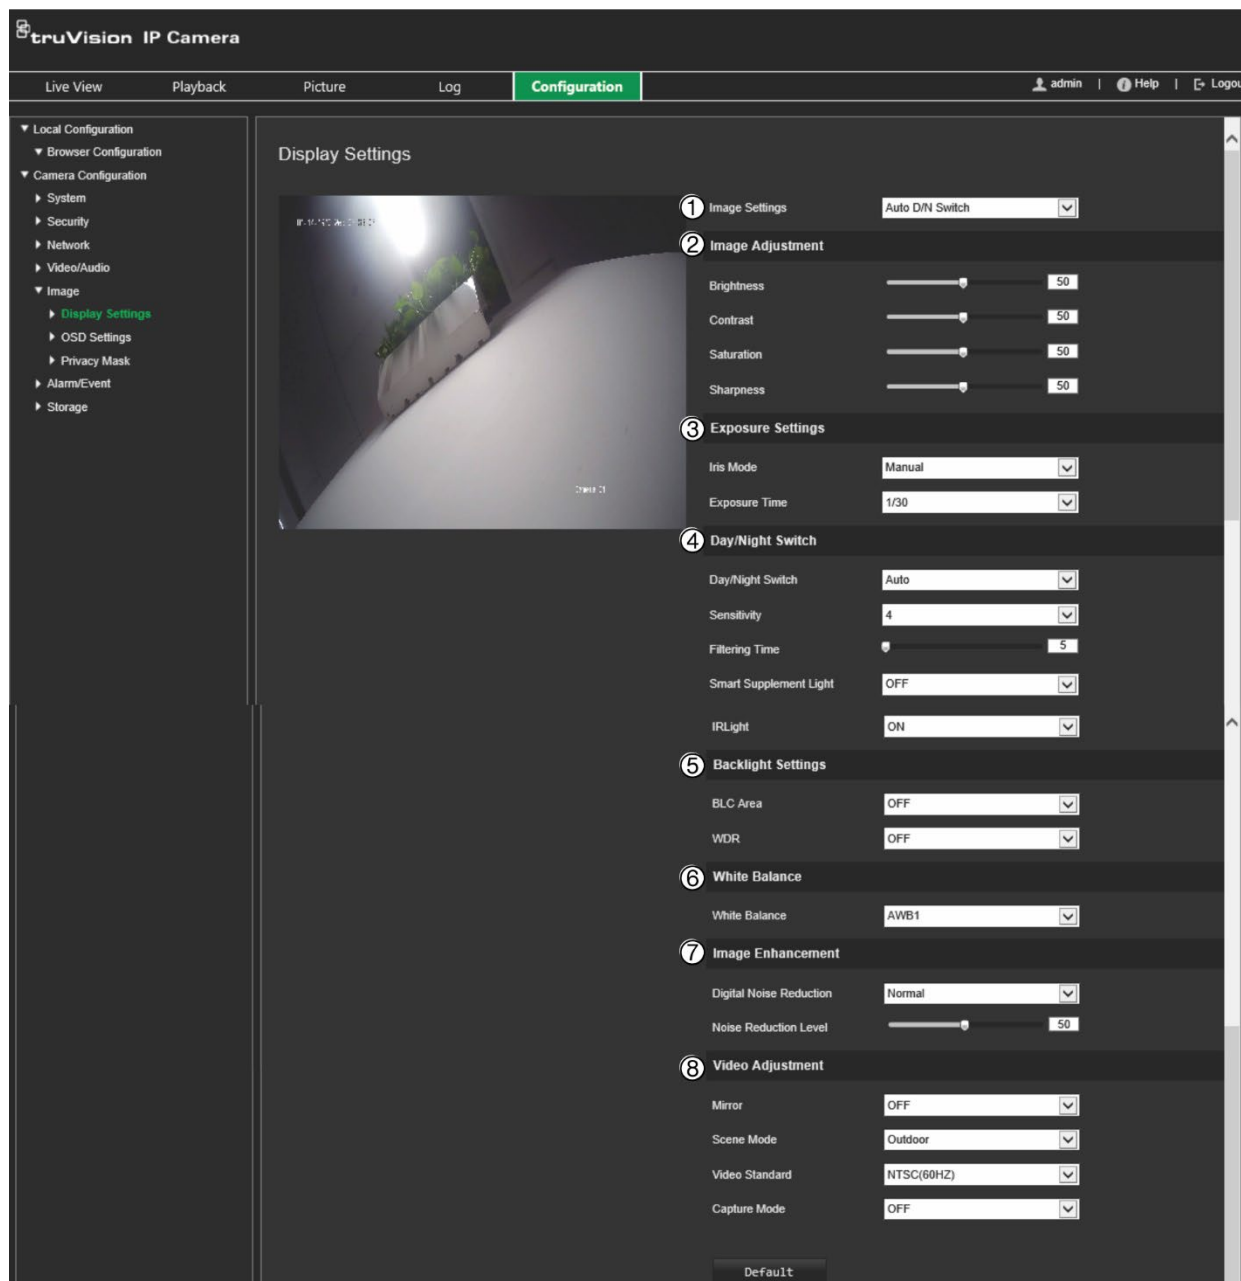 truVision IP Camera
Live View Playback Picture Log Configuration admin | Help | Logou
Local Configuration
Browser Configuration
Camera Configuration
System
Security
Network
Video/Audio
Image
Display Settings
OSD Settings
Privacy Mask
Alarm/Event
Storage
Display Settings
Camera 01
1 Image Settings Auto D/N Switch
2 Image Adjustment
Brightness 50
Contrast 50
Saturation 50
Sharpness 50
3 Exposure Settings
Iris Mode Manual
Exposure Time 1/30
4 Day/Night Switch
Day/Night Switch Auto
Sensitivity 4
Filtering Time 5
Smart Supplement Light OFF
IRLight ON
5 Backlight Settings
BLC Area OFF
WDR OFF
6 White Balance
White Balance AWB1
7 Image Enhancement
Digital Noise Reduction Normal
Noise Reduction Level 50
8 Video Adjustment
Mirror OFF
Scene Mode Outdoor
Video Standard NTSC(60HZ)
Capture Mode OFF
Default